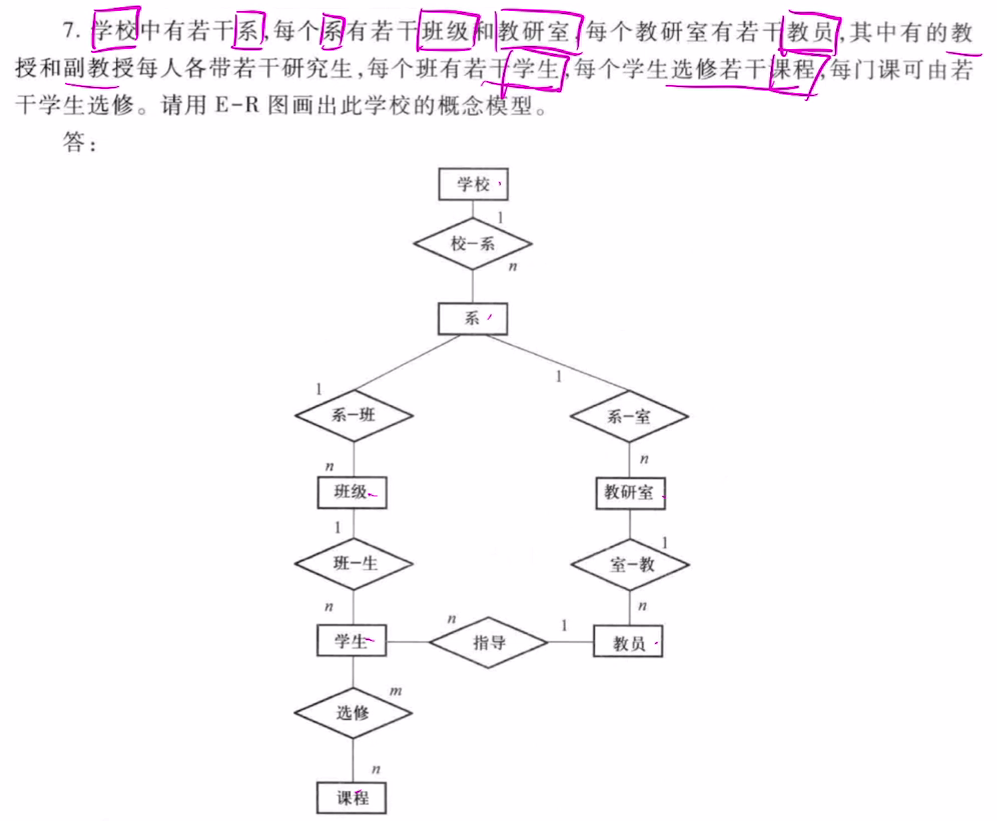 7. 学校中有若干系,每个系有若干班级和教研室,每个教研室有若干教员,其中有的教
授和副教授每人各带若干研究生,每个班有若干学生,每个学生选修若干课程,每门课可由若
干学生选修。请用 E-R 图画出此学校的概念模型。
答:
学校
1
校-系
n
系
1
1
系-班
系-室
n
n
班级
教研室
1
1
班-生
室-教
n
n
学生
n
指导
1
教员
m
选修
n
课程